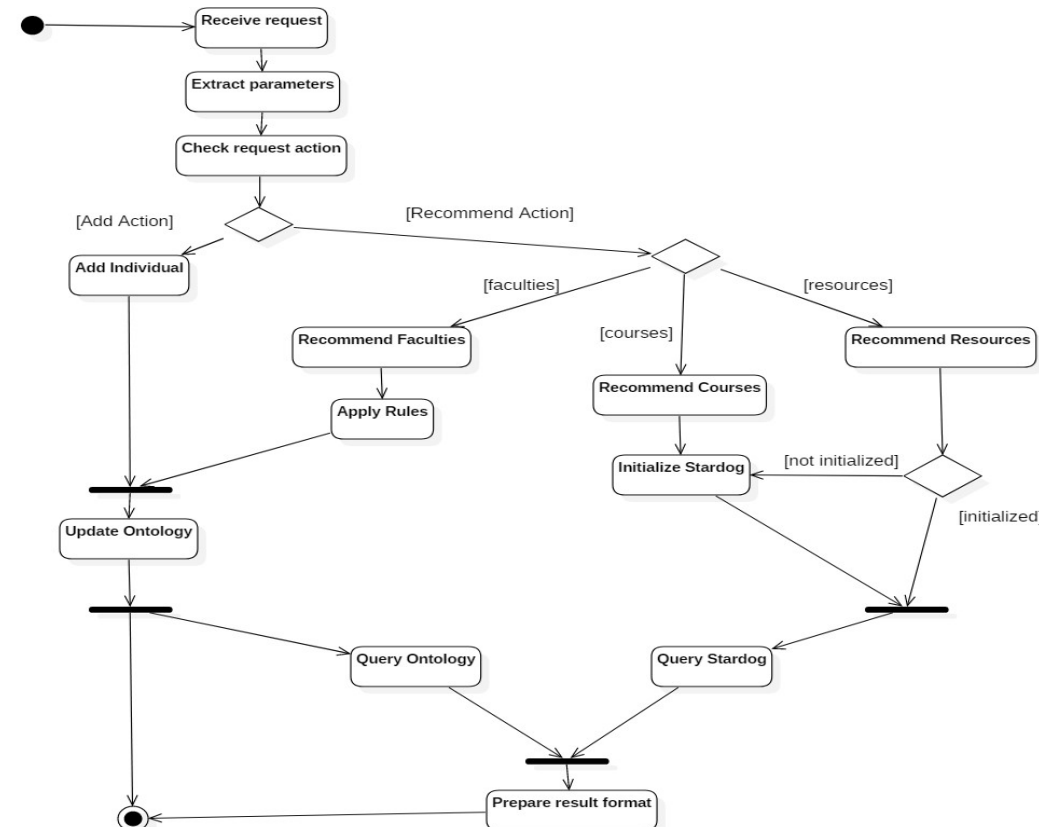 Receive request
Extract parameters
Check request action
[Add Action]
[Recommend Action]
Add Individual
[faculties]
[courses]
[resources]
Recommend Faculties
Recommend Resources
Recommend Courses
Apply Rules
Initialize Stardog
[not initialized]
[initialized]
Update Ontology
Query Ontology
Query Stardog
Prepare result format